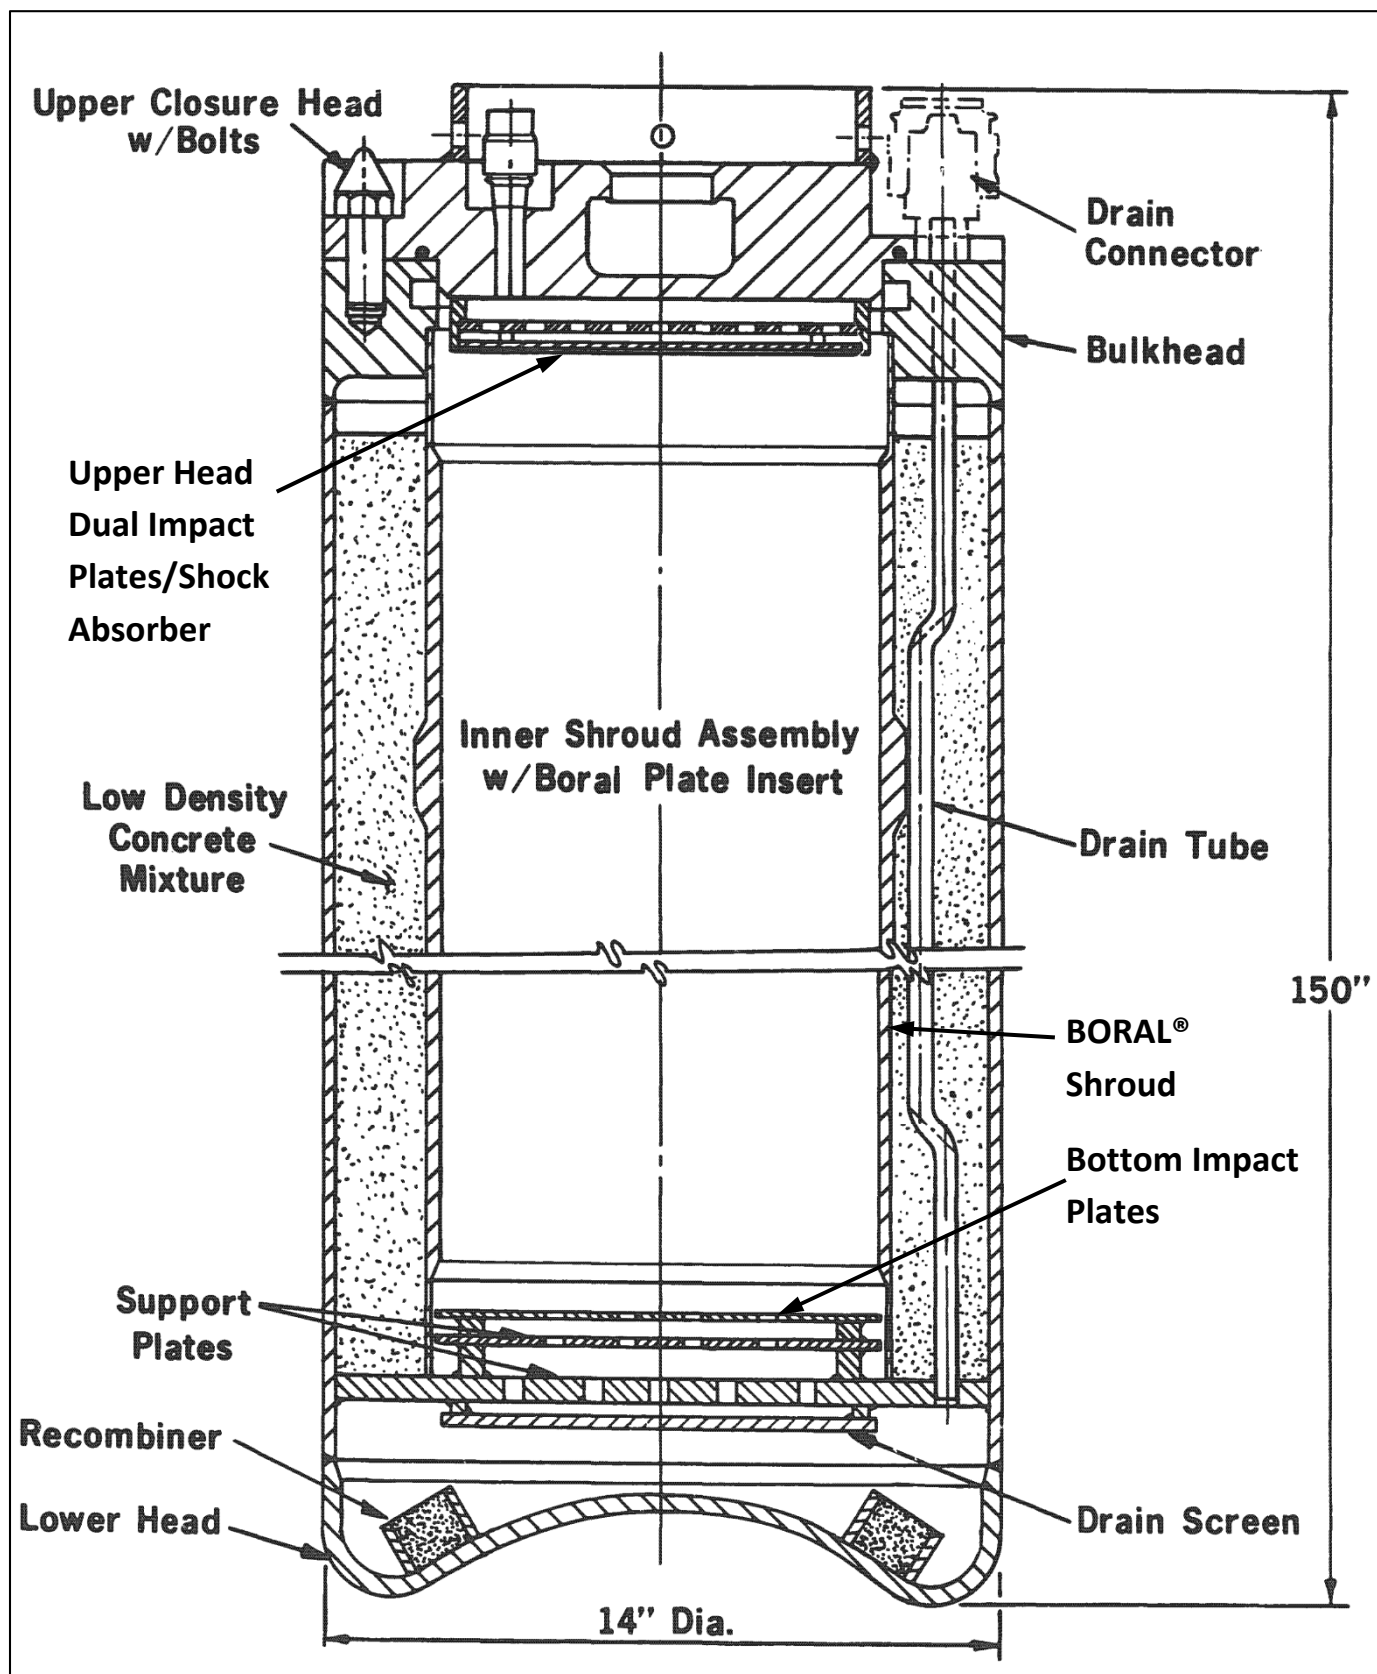 Upper Closure Head
w/Bolts
Drain
Connector
Bulkhead
Upper Head
Dual Impact
Plates/Shock
Absorber
Inner Shroud Assembly
w/Boral Plate Insert
Low Density
Concrete
Mixture
Drain Tube
150"
BORAL®
Shroud
Bottom Impact
Plates
Support
Plates
Recombiner
Lower Head
Drain Screen
14" Dia.